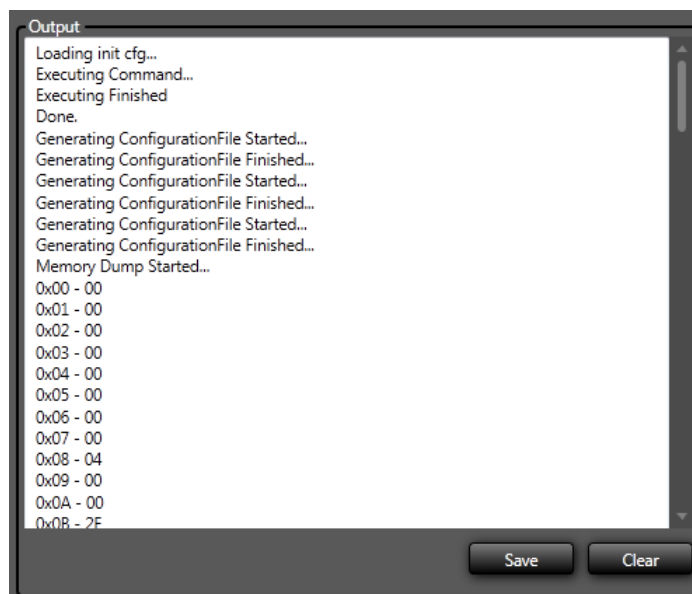 Output
Loading init cfg...
Executing Command...
Executing Finished
Done.
Generating ConfigurationFile Started...
Generating ConfigurationFile Finished...
Generating ConfigurationFile Started...
Generating ConfigurationFile Finished...
Generating ConfigurationFile Started...
Generating ConfigurationFile Finished...
Memory Dump Started...
0x00 - 00
0x01 - 00
0x02 - 00
0x03 - 00
0x04 - 00
0x05 - 00
0x06 - 00
0x07 - 00
0x08 - 04
0x09 - 00
0x0A - 00
0x0B -
Save Clear